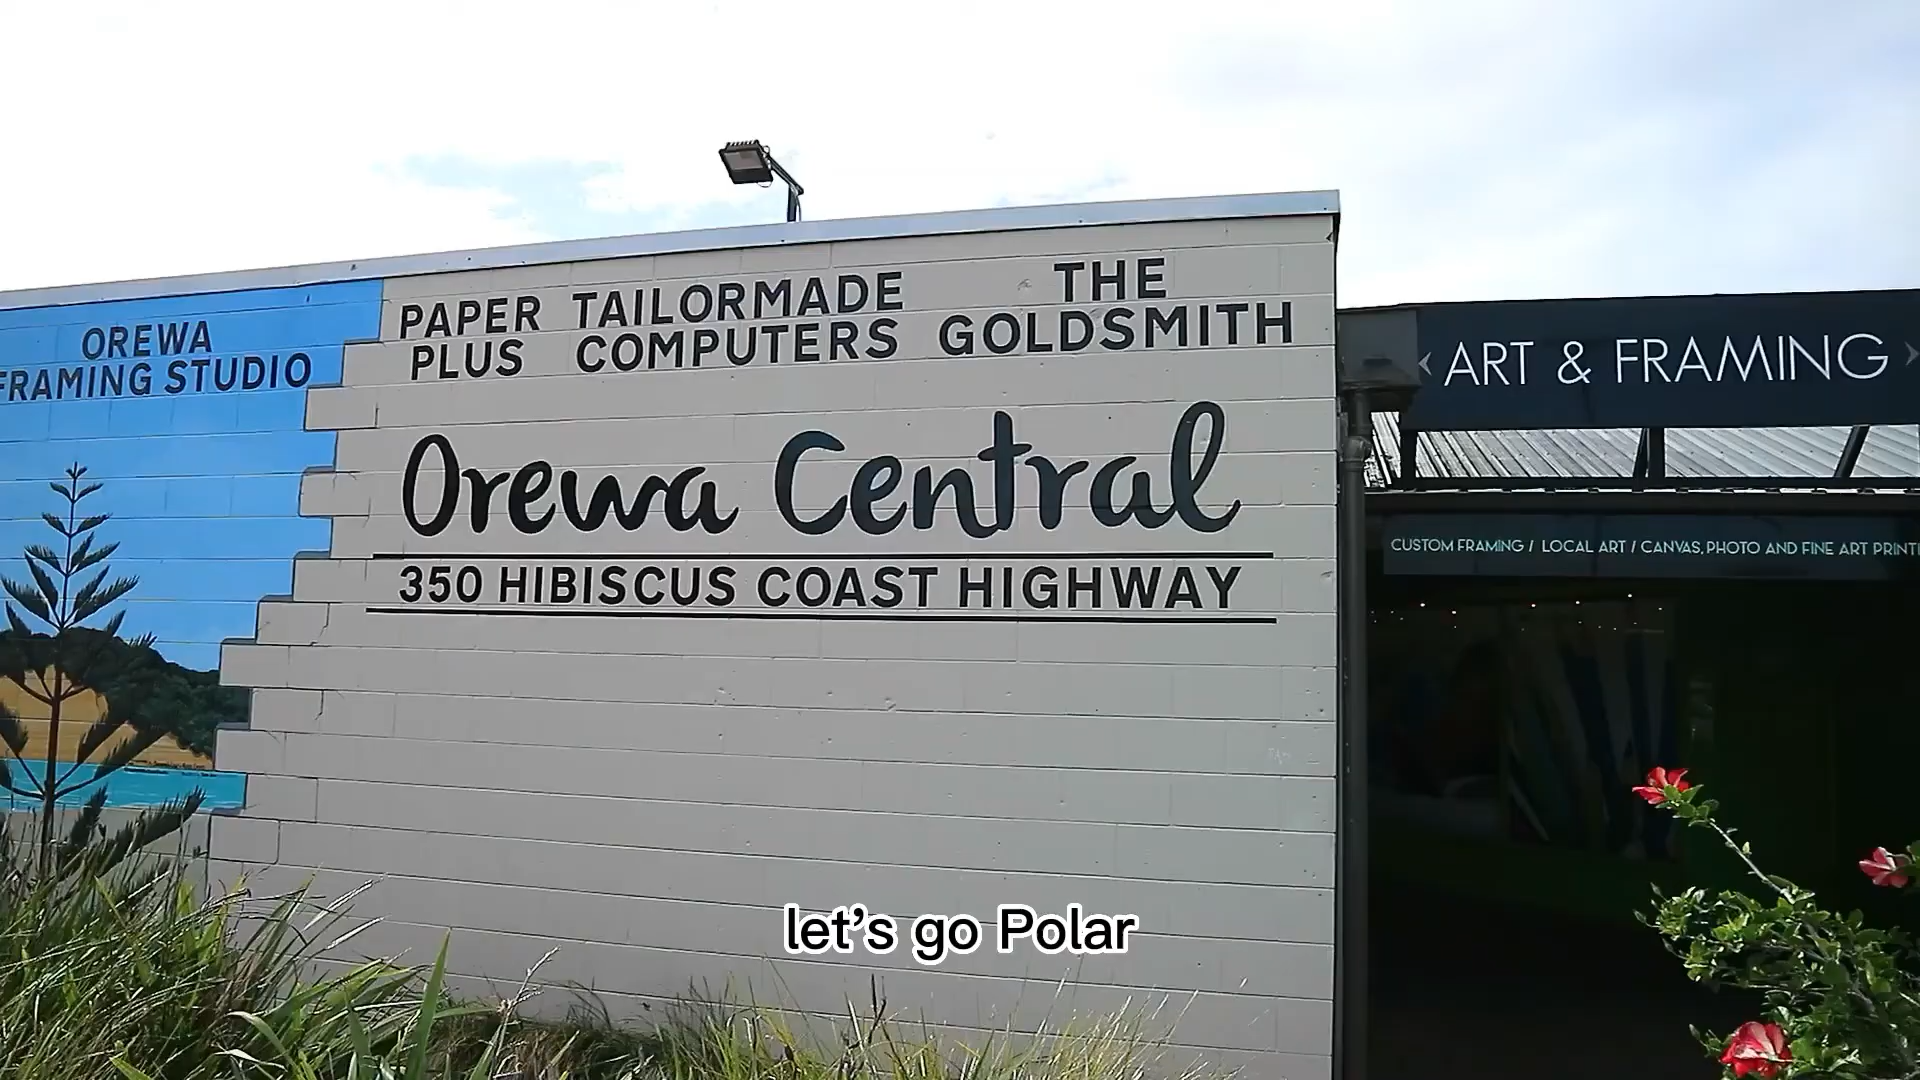 OREWA
FRAMING STUDIO
PAPER
PLUS
TAILORMADE
COMPUTERS
THE
GOLDSMITH
Orewa Central
350 HIBISCUS COAST HIGHWAY
ART & FRAMING
CUSTOM FRAMING / LOCAL ART / CANVAS, PHOTO AND FINE ART PRINTI
let's go Polar